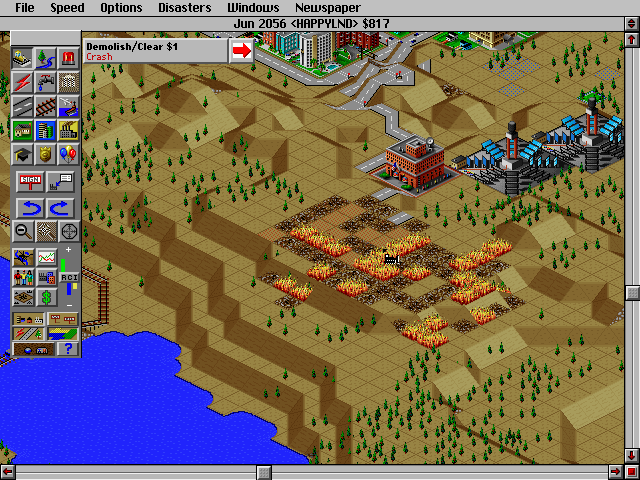 File Speed Options Disasters Windows Newspaper
Jun 2056 <HAPPYLND> $817
Demolish/Clear $1
Crash
SIGN
RCI
?